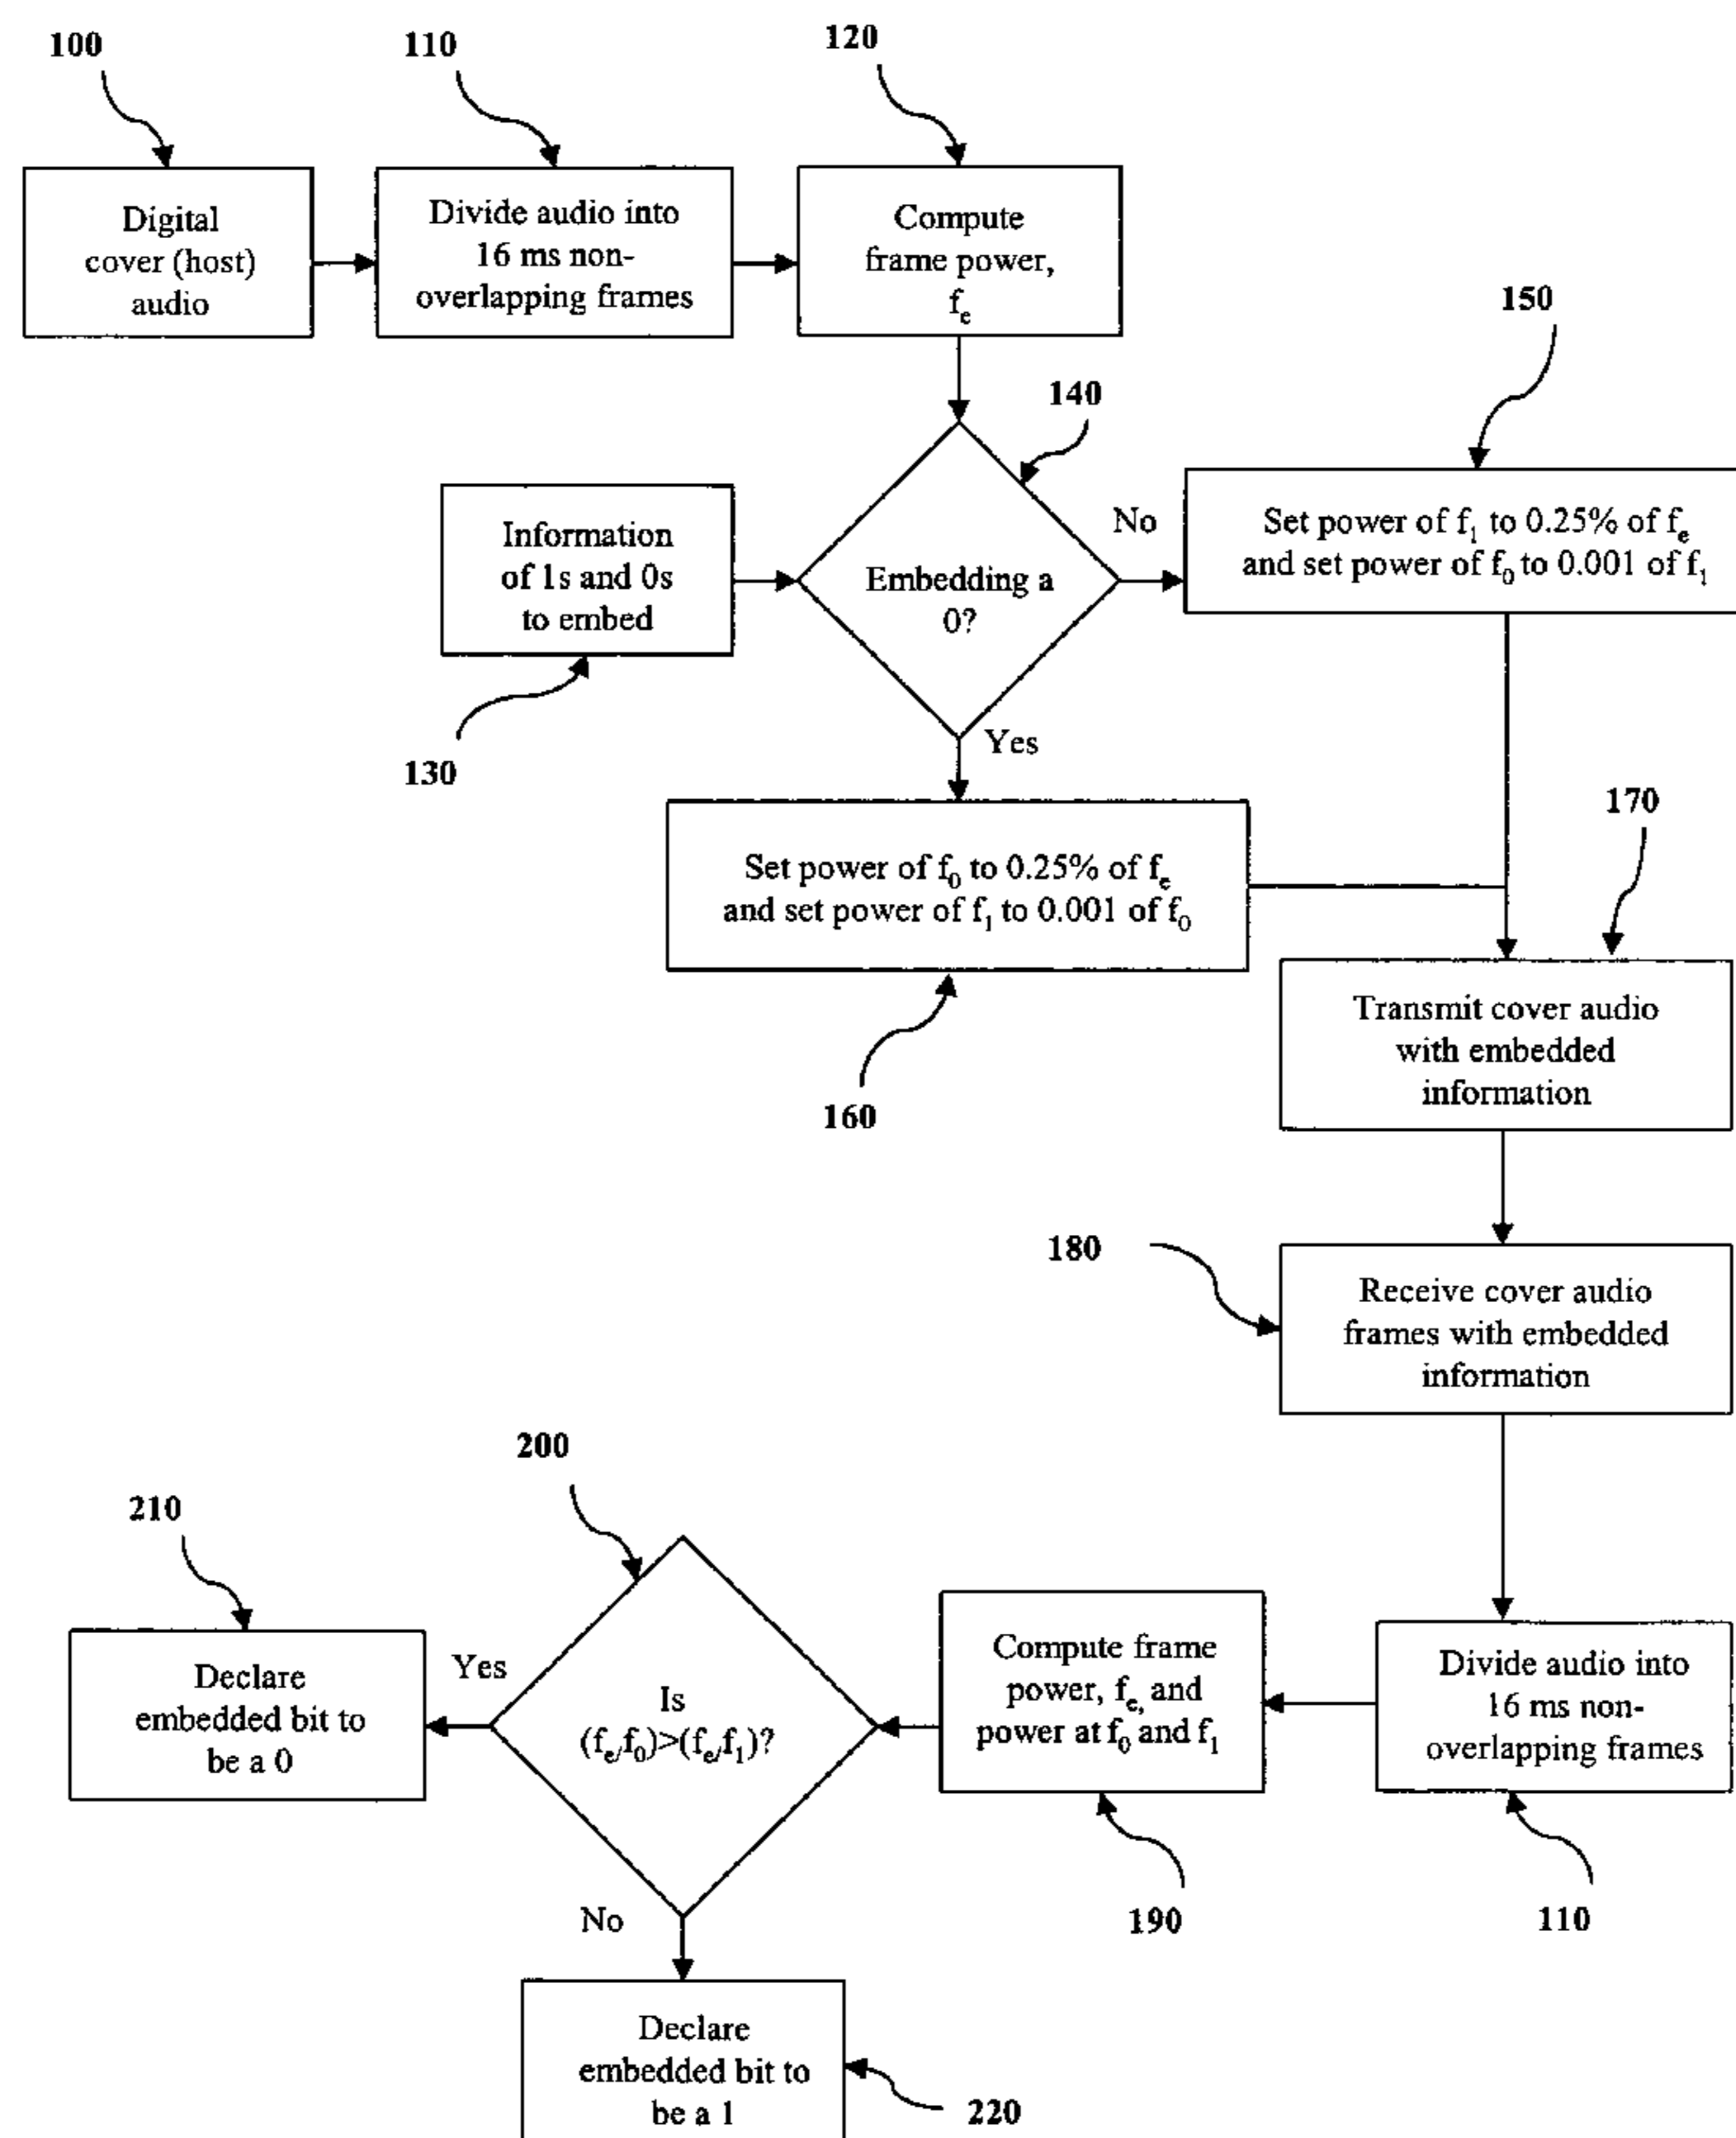 100
110
120
Digital
cover (host)
audio
Divide audio into
16 ms non-
overlapping frames
Compute
frame power,
fₑ
150
140
Information
of 1s and 0s
to embed
130
Embedding a
0?
No
Set power of f₁ to 0.25% of fₑ
and set power of f₀ to 0.001 of f₁
Yes
Set power of f₀ to 0.25% of fₑ
and set power of f₁ to 0.001 of f₀
160
170
Transmit cover audio
with embedded
information
180
Receive cover audio
frames with embedded
information
200
210
Declare
embedded bit to
be a 0
Yes
Is
(fₑ/f₀)>(fₑ/f₁)?
Compute frame
power, fₑ, and
power at f₀ and f₁
190
Divide audio into
16 ms non-
overlapping frames
110
No
Declare
embedded bit to
be a 1
220